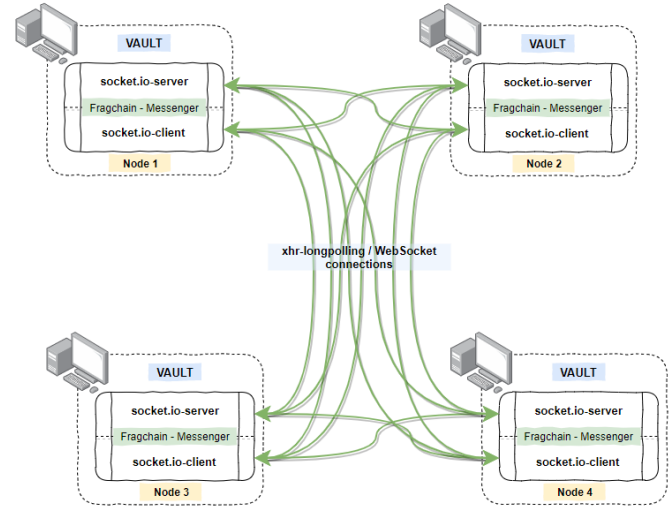 VAULT
socket.io-server
Fragchain - Messenger
socket.io-client
Node 1
VAULT
socket.io-server
Fragchain - Messenger
socket.io-client
Node 2
xhr-longpolling / WebSocket
connections
VAULT
socket.io-server
Fragchain - Messenger
socket.io-client
Node 3
VAULT
socket.io-server
Fragchain - Messenger
socket.io-client
Node 4